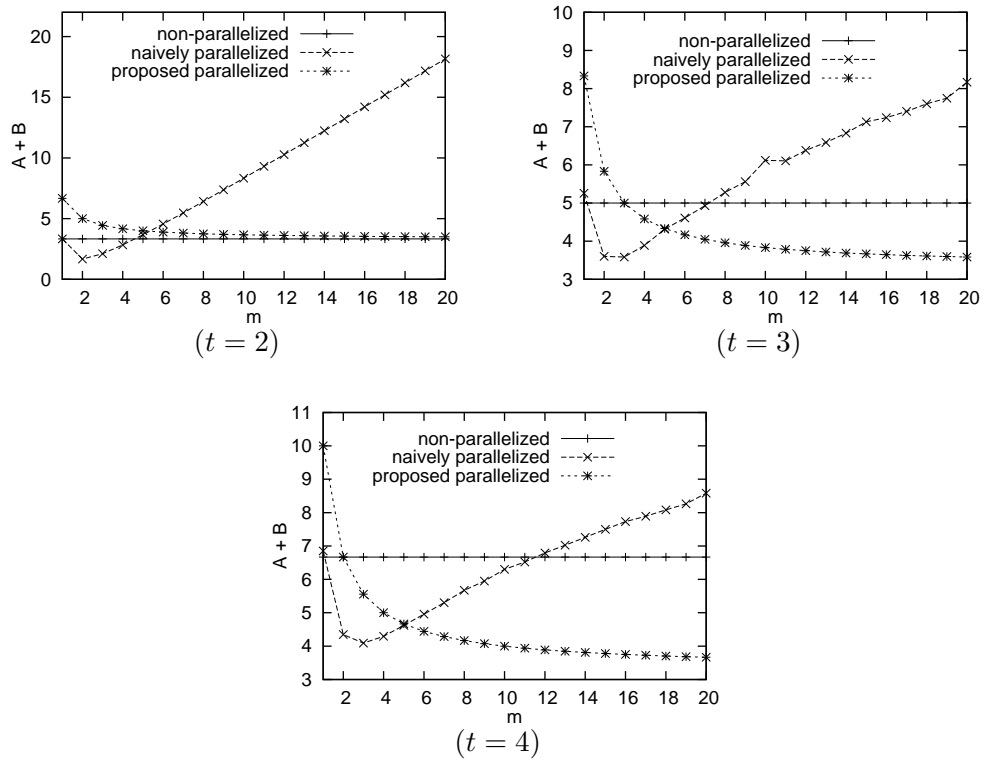 non-parallelized
naively parallelized
proposed parallelized
A + B
20
15
10
5
0
2 4 6 8 10 12 14 16 18 20
m
(t = 2)
non-parallelized
naively parallelized
proposed parallelized
A + B
10
9
8
7
6
5
4
3
2 4 6 8 10 12 14 16 18 20
m
(t = 3)
non-parallelized
naively parallelized
proposed parallelized
A + B
11
10
9
8
7
6
5
4
3
2 4 6 8 10 12 14 16 18 20
m
(t = 4)